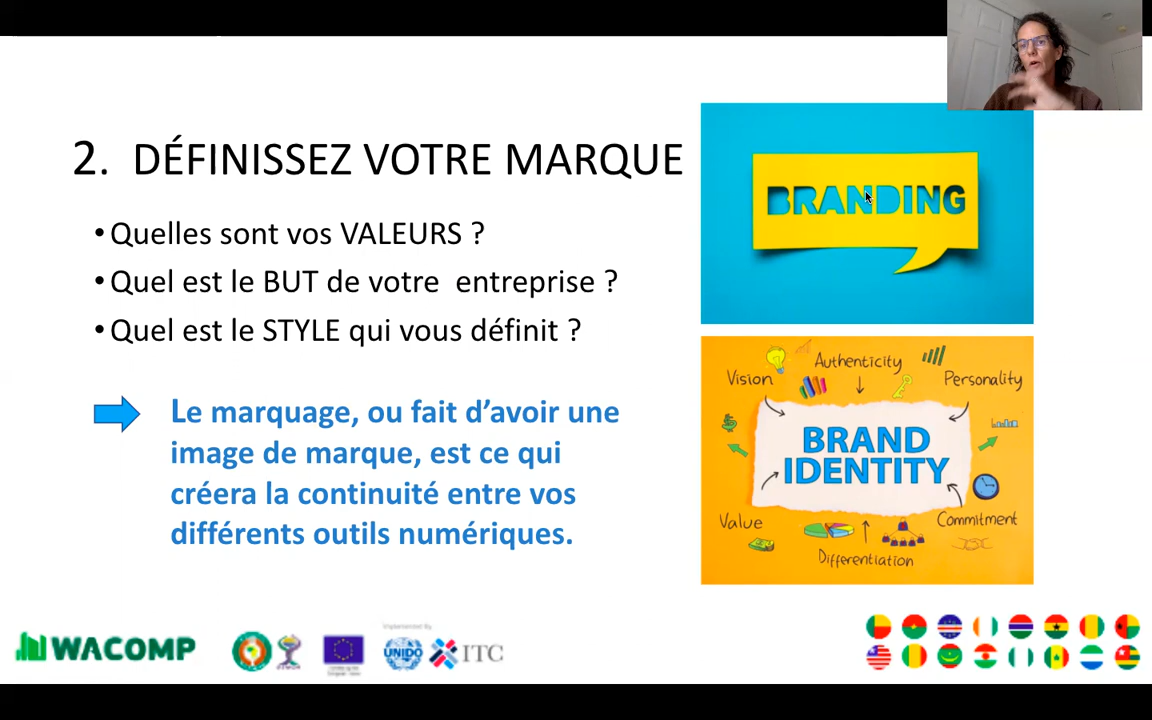 2. DÉFINISSEZ VOTRE MARQUE
• Quelles sont vos VALEURS ?
• Quel est le BUT de votre entreprise ?
• Quel est le STYLE qui vous définit ?
Le marquage, ou fait d’avoir une
image de marque, est ce qui
créera la continuité entre vos
différents outils numériques.
BRANDING
Authenticity
Vision
Personality
BRAND
IDENTITY
Value
Commitment
Differentiation
WACOMP
Implemented By
UNIDO
ITC